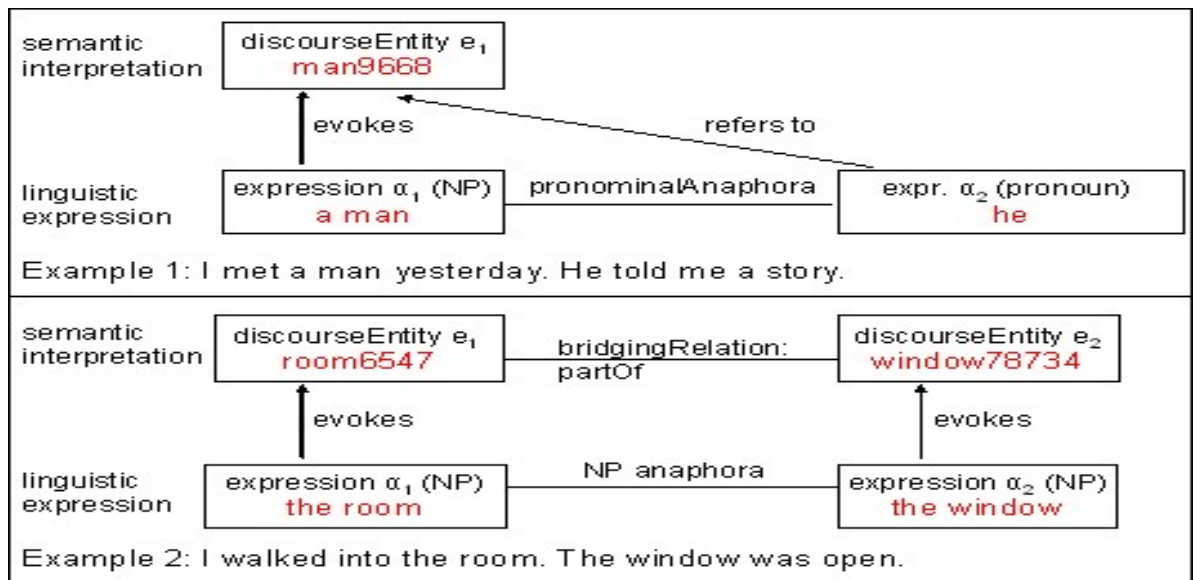 semantic interpretation
discourseEntity e₁
man9668
evokes
refers to
linguistic expression
expression α₁ (NP)
a man
pronominalAnaphora
expr. α₂ (pronoun)
he
Example 1: I met a man yesterday. He told me a story.
semantic interpretation
discourseEntity e₁
room6547
bridgingRelation:
partOf
discourseEntity e₂
window78734
evokes
evokes
linguistic expression
expression α₁ (NP)
the room
NP anaphora
expression α₂ (NP)
the window
Example 2: I walked into the room. The window was open.